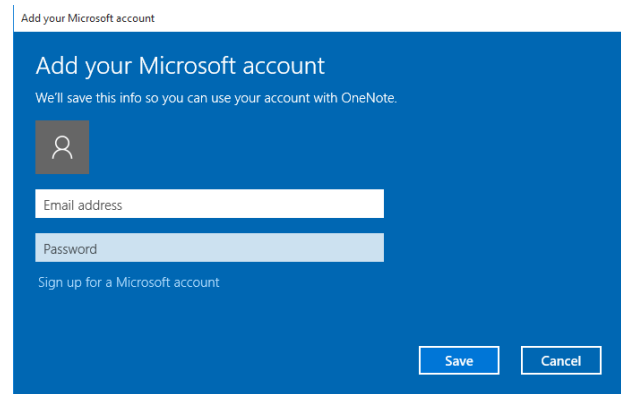 Add your Microsoft account
Add your Microsoft account
We'll save this info so you can use your account with OneNote.
Email address
Password
Sign up for a Microsoft account
Save
Cancel